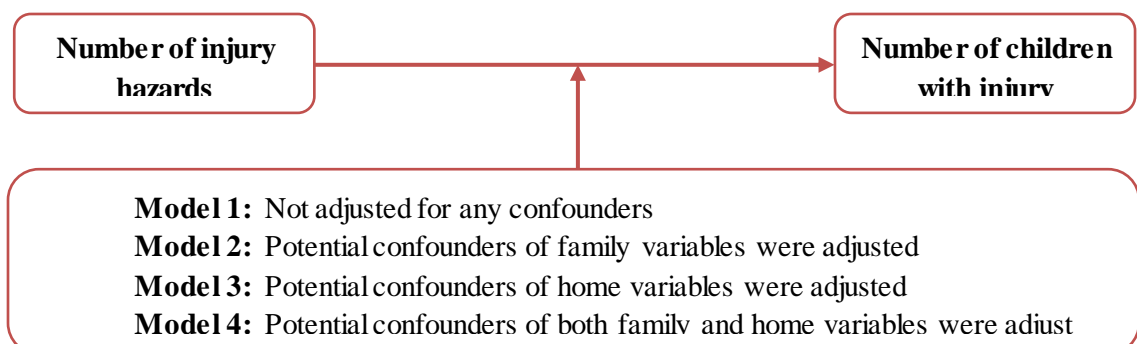 Number of injury
hazards
Number of children
with injury
Model 1: Not adjusted for any confounders
Model 2: Potential confounders of family variables were adjusted
Model 3: Potential confounders of home variables were adjusted
Model 4: Potential confounders of both family and home variables were adjust